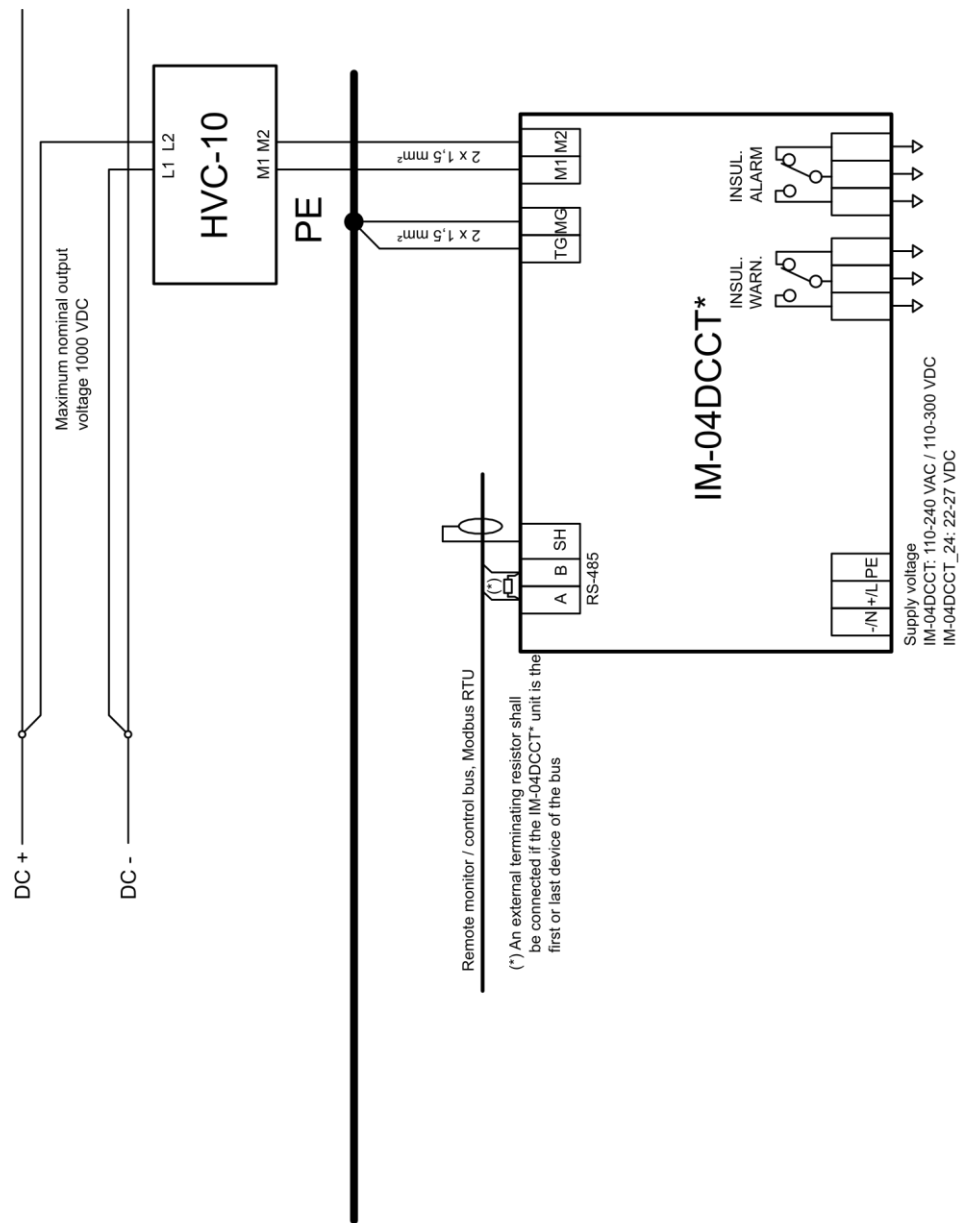 DC +
DC -
Maximum nominal output
voltage 1000 VDC
L1 L2
HVC-10
M1 M2
PE
2 x 1,5 mm²
2 x 1,5 mm²
Remote monitor / control bus, Modbus RTU
(*) An external terminating resistor shall
be connected if the IM-04DCCT* unit is the
first or last device of the bus
(*)
A B SH
RS-485
TG MG
M1 M2
IM-04DCCT*
INSUL.
WARN.
INSUL.
ALARM
-/N +/L PE
Supply voltage
IM-04DCCT: 110-240 VAC / 110-300 VDC
IM-04DCCT_24: 22-27 VDC